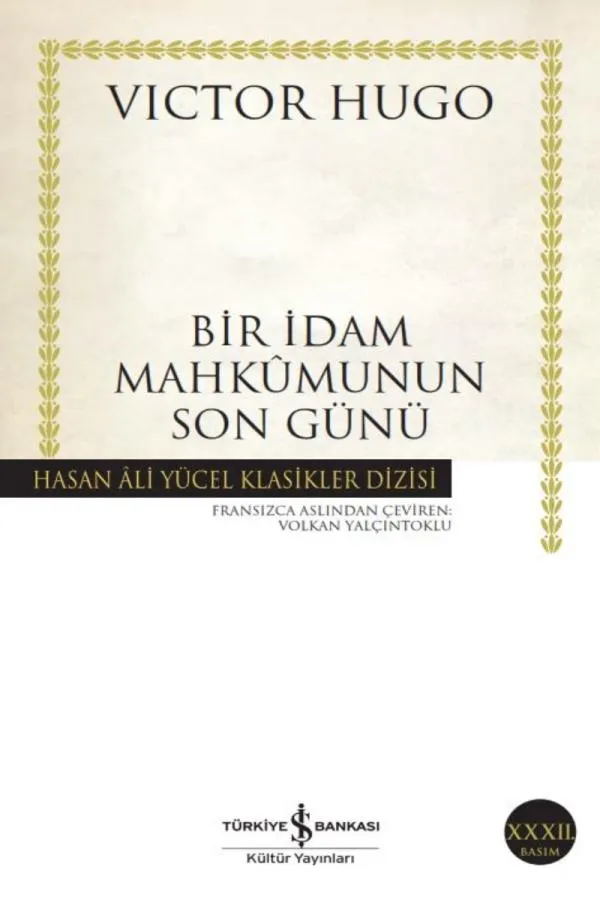 VICTOR HUGO
BİR İDAM
MAHKÛMUNUN
SON GÜNÜ
HASAN ÂLİ YÜCEL KLASİKLER DİZİSİ
FRANSIZCA ASLINDAN ÇEVİREN:
VOLKAN YALÇINTOKLU
TÜRKİYE İŞ BANKASI
Kültür Yayınları
XXXII.
BASIM